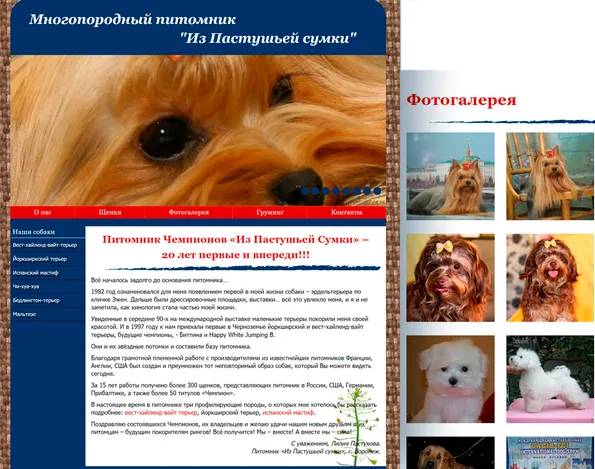 Многопородный питомник
"Из Пастушьей сумки"
О нас
Щенки
Фотогалерея
Груминг
Контакты
Наши собаки
Вест-хайленд-вайт-терьер
Йоркширский терьер
Испанский мастиф
Чи-хуа-хуа
Бедлингтон-терьер
Мальтезе
Питомник Чемпионов «Из Пастушьей Сумки» –
20 лет первые и впереди!!!
Всё началось задолго до основания питомника...
1982 год ознаменовался для меня появлением первой в моей жизни собаки – эрдельтерьера по
кличке Эжен. Дальше были дрессировочные площадки, выставки... всё это увлекло меня, и я и не
заметила, как кинология стала частью моей жизни.
Увиденные в середине 90-х на международной выставке маленькие терьеры покорили меня своей
красотой. И в 1997 году к нам приехали первые в Черноземье йоркширский и вест-хайленд-вайт-
терьеры, будущие чемпионы, - Биттина и Happy White Jumping B.
Они и их звёздные потомки и составили базу питомника.
Благодаря грамотной племенной работе с производителями из известнейших питомников Франции,
Англии, США был создан и преумножен тот неповторимый образ собак, который Вы можете видеть
сегодня.
За 15 лет работы получено более 300 щенков, представляющих питомник в России, США, Германии,
Прибалтике, а также более 50 титулов «Чемпион».
В настоящее время в питомнике три профилирующие породы, о которых мне хотелось бы рассказать
подробнее: вест-хайленд-вайт терьер, йоркширский терьер, испанский мастиф.
Поздравляю состоявшихся Чемпионов, их владельцев и желаю удачи нашим новым друзьям и их
питомцам – будущим покорителям рингов! Всё получится! Мы – вместе! А вместе мы – сила!
С уважением, Лилия Пастухова.
Питомник «Из Пастушьей сумки», г. Воронеж.
Фотогалерея